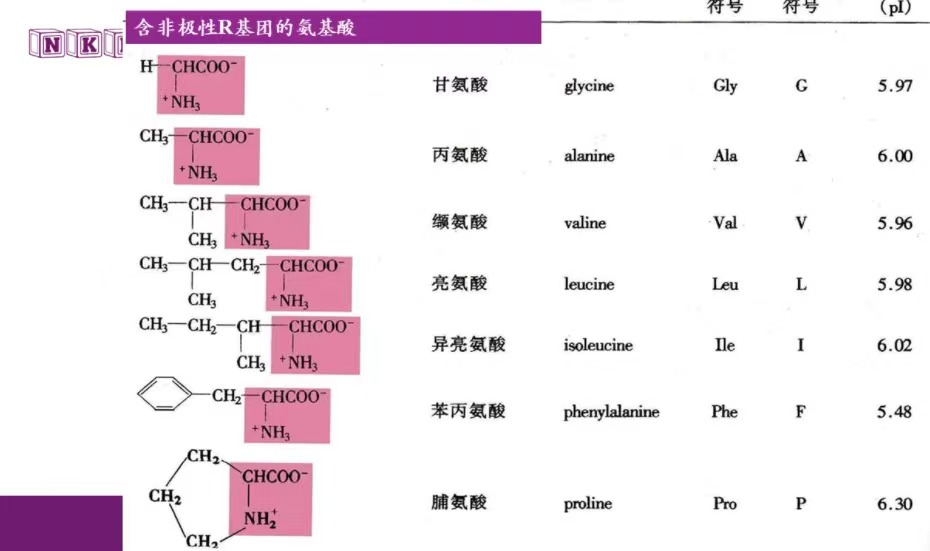 符号 符号 (pI)
含非极性R基团的氨基酸
N K
H—CHCOO⁻
⁺NH₃
甘氨酸 glycine Gly G 5.97
CH₃—CHCOO⁻
⁺NH₃
丙氨酸 alanine Ala A 6.00
CH₃—CH—CHCOO⁻
CH₃ ⁺NH₃
缬氨酸 valine Val V 5.96
CH₃—CH—CH₂—CHCOO⁻
CH₃ ⁺NH₃
亮氨酸 leucine Leu L 5.98
CH₃—CH₂—CH—CHCOO⁻
CH₃ ⁺NH₃
异亮氨酸 isoleucine Ile I 6.02
CH₂—CHCOO⁻
⁺NH₃
苯丙氨酸 phenylalanine Phe F 5.48
CH₂
CHCOO⁻
CH₂
NH₂⁺
CH₂
脯氨酸 proline Pro P 6.30